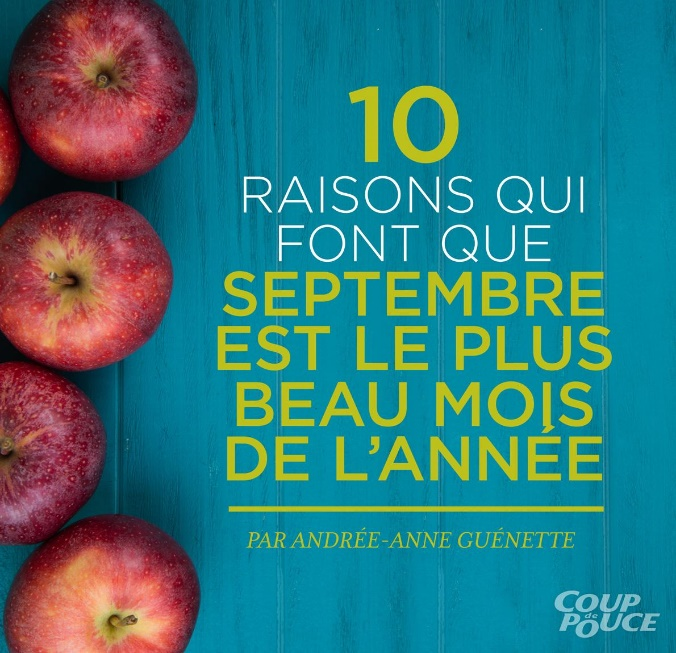 10
RAISONS QUI
FONT QUE
SEPTEMBRE
EST LE PLUS
BEAU MOIS
DE L'ANNÉE
PAR ANDRÉE-ANNE GUÉNETTE
COUP
de
POUCE